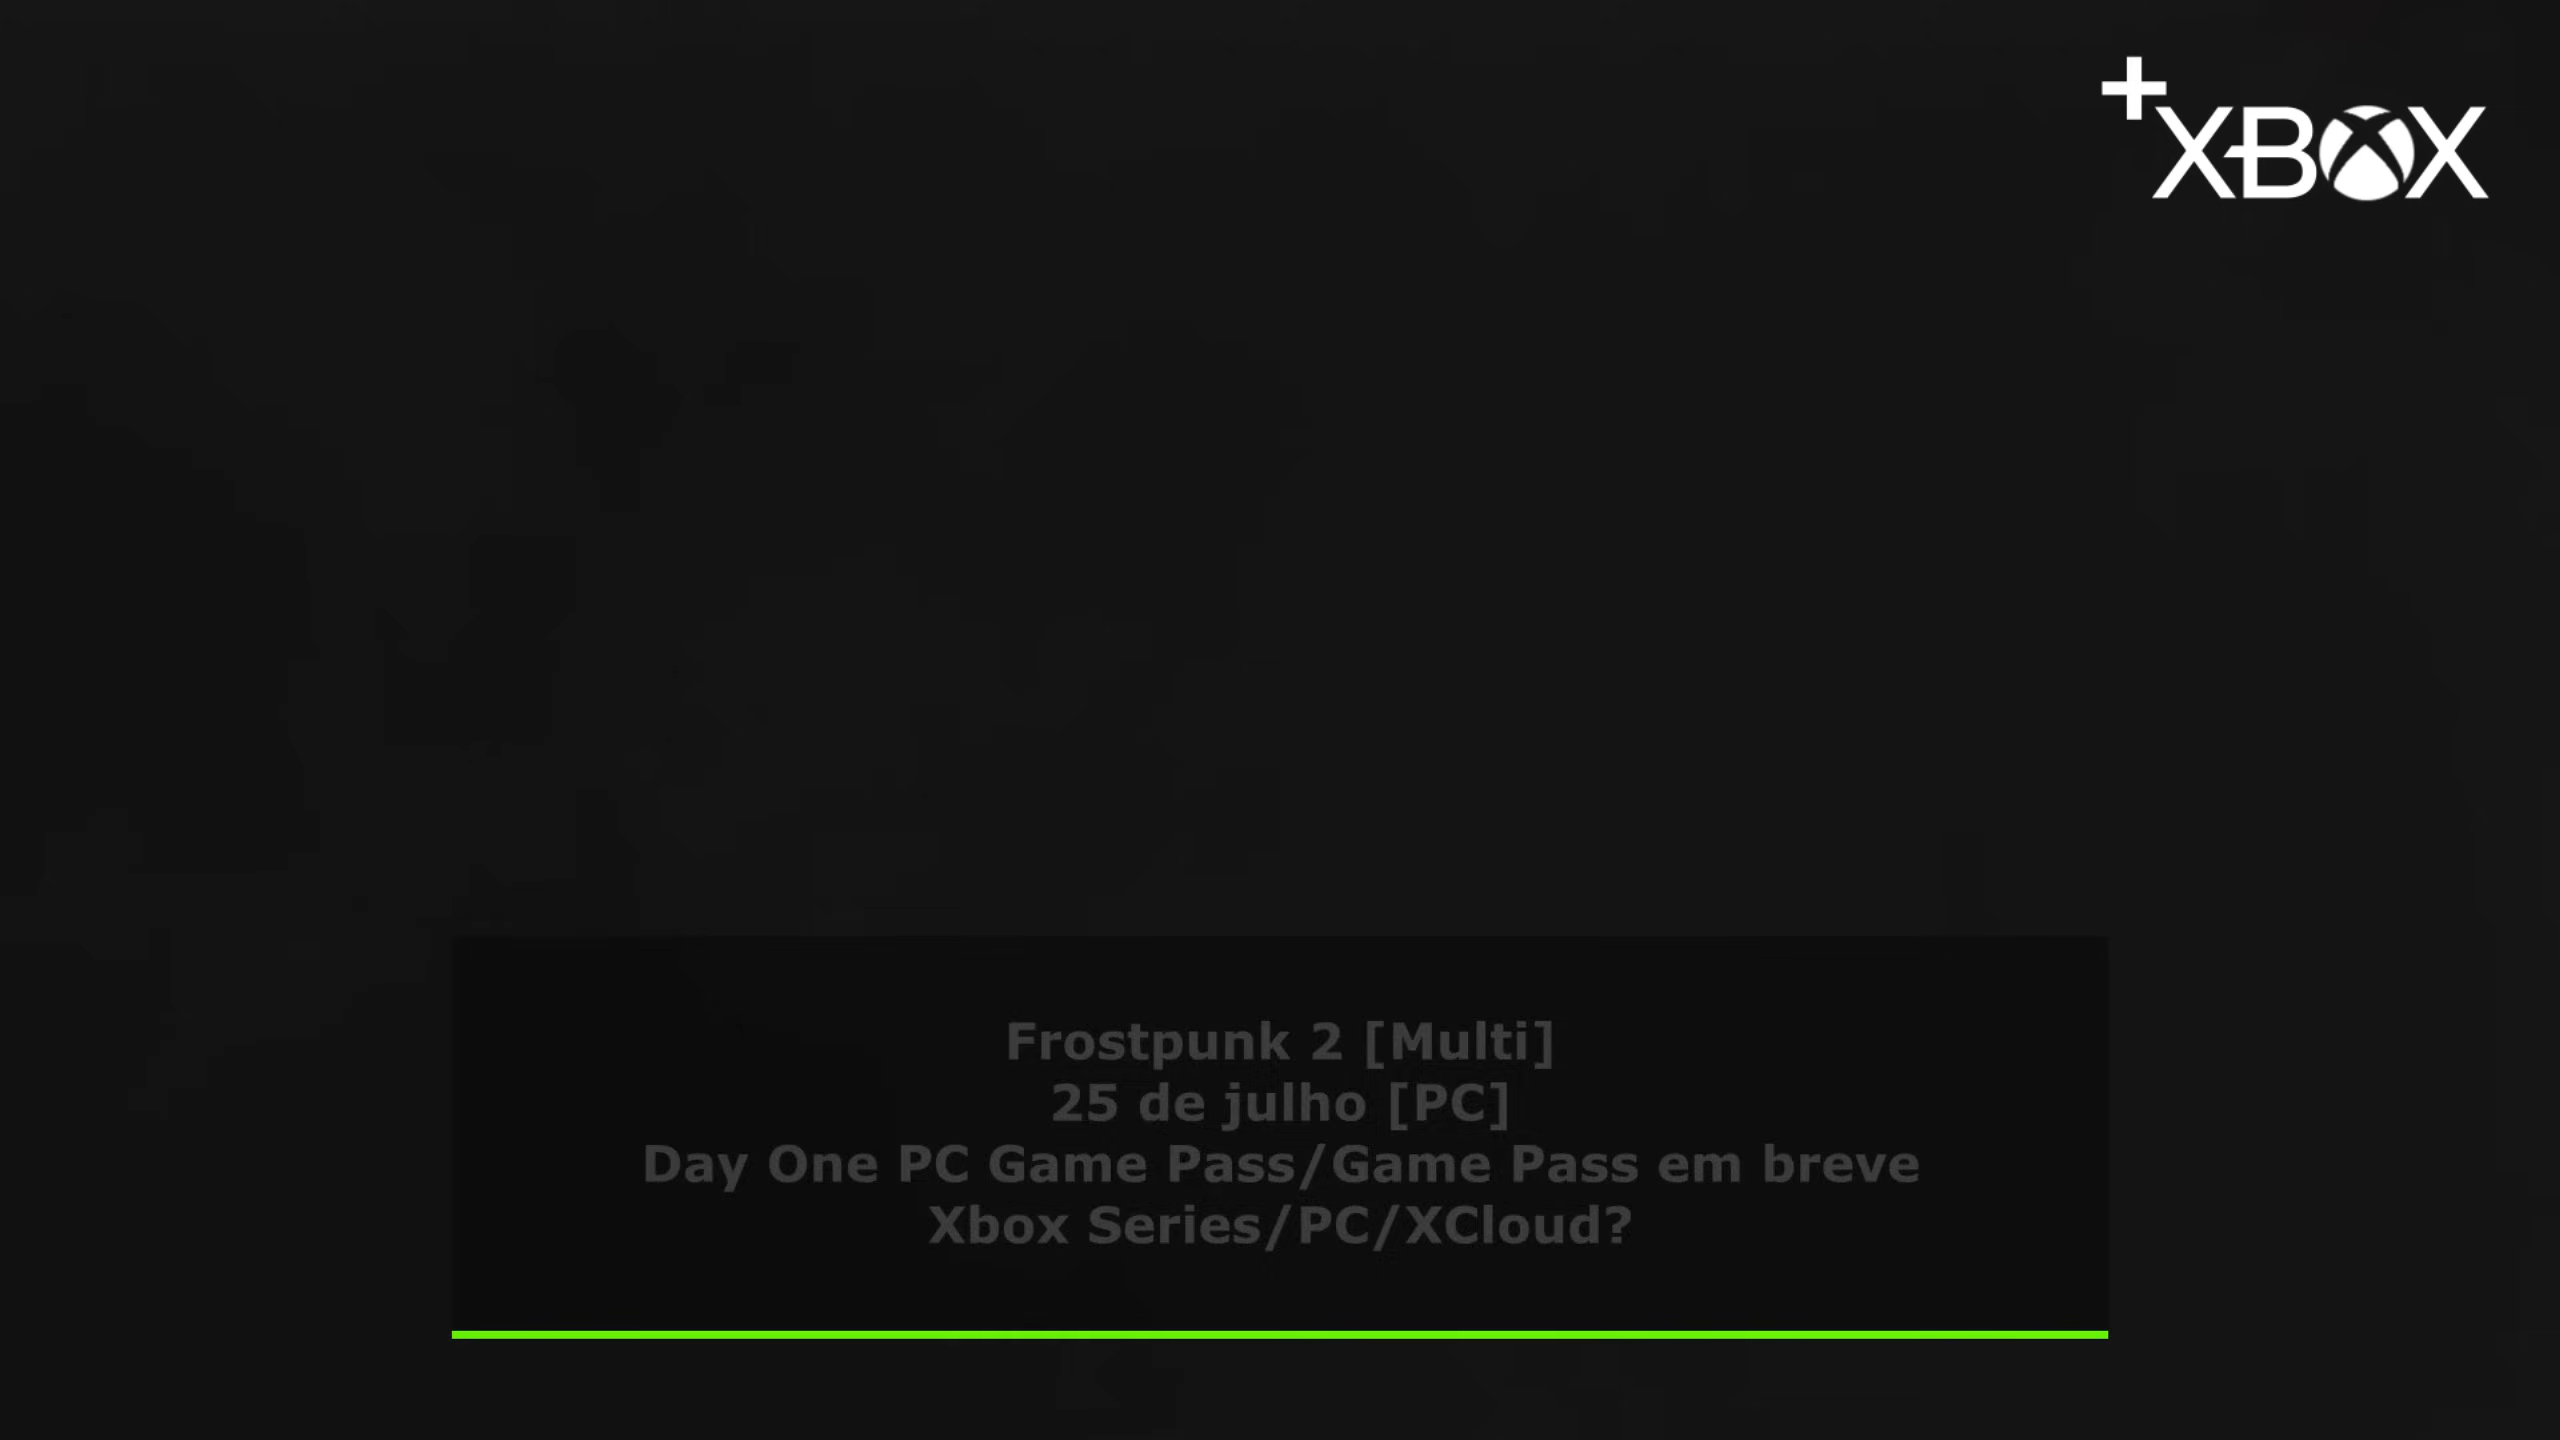 +XBOX
Frostpunk 2 [Multi]
25 de julho [PC]
Day One PC Game Pass/Game Pass em breve
Xbox Series/PC/XCloud?